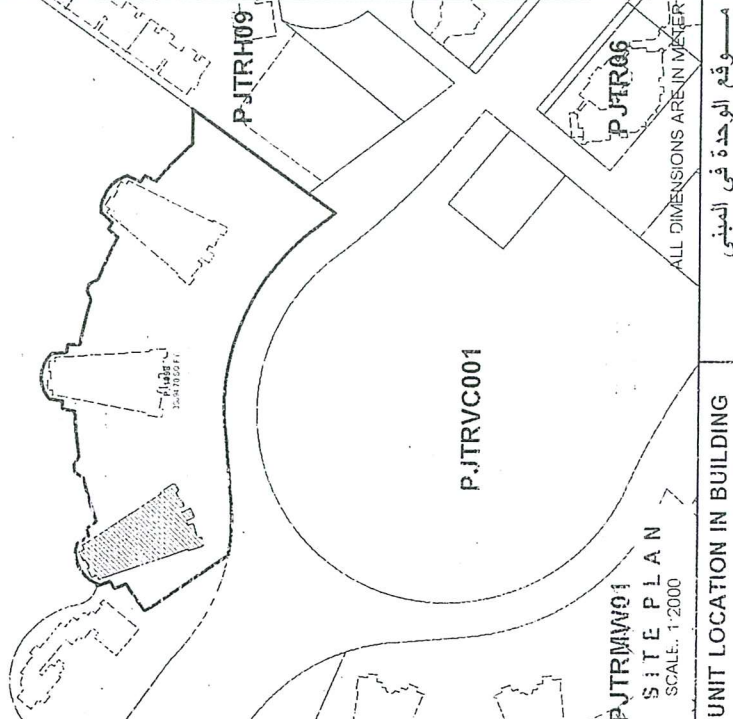 PJTRH09
PJTR06
ALL DIMENSIONS ARE IN METER
PJTRVC001
PJTRMW01
SITE PLAN
SCALE. 1:2000
UNIT LOCATION IN BUILDING
موقع الوحدة في المبنى